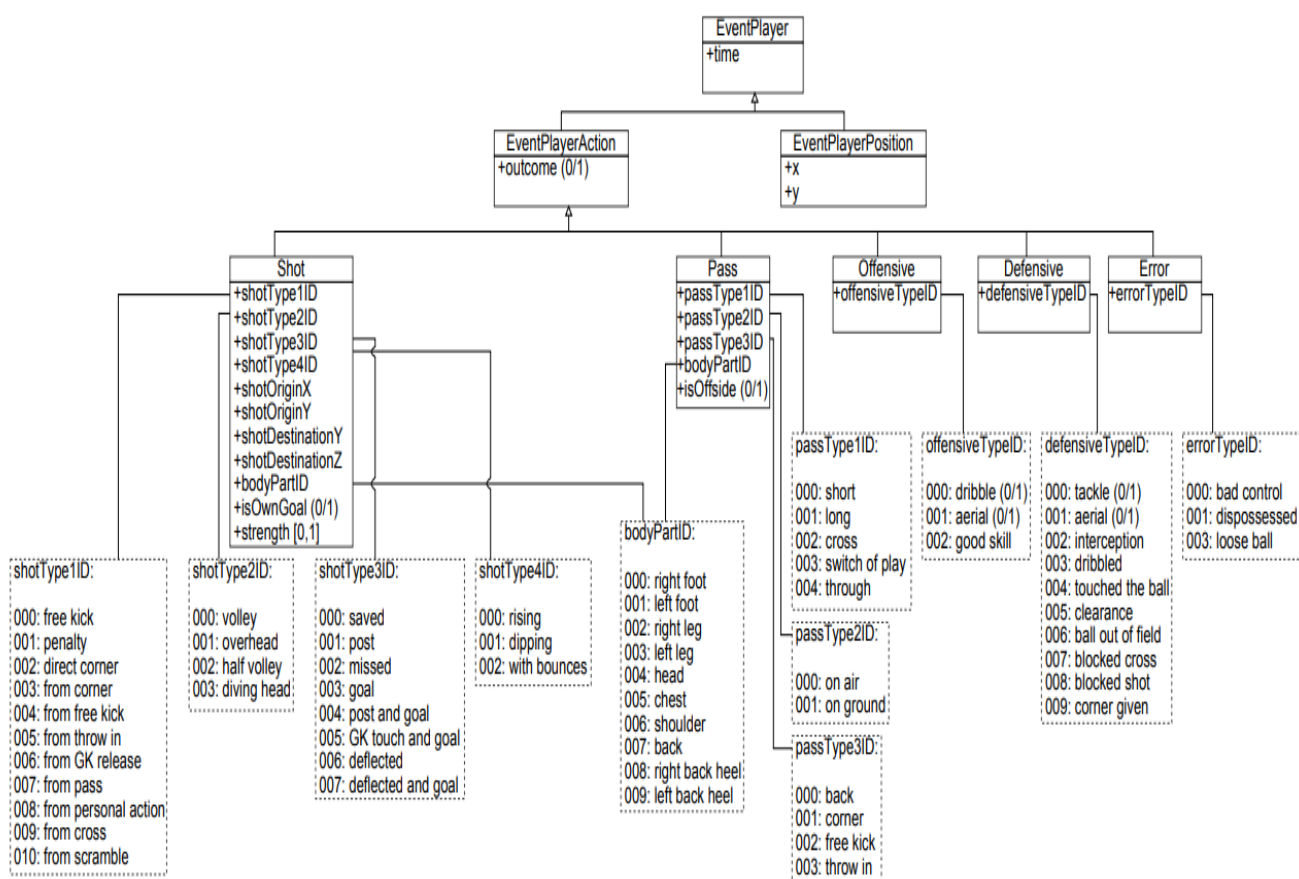 EventPlayer
+time
EventPlayerAction
+outcome (0/1)
EventPlayerPosition
+x
+y
Shot
+shotType1ID
+shotType2ID
+shotType3ID
+shotType4ID
+shotOriginX
+shotOriginY
+shotDestinationY
+shotDestinationZ
+bodyPartID
+isOwnGoal (0/1)
+strength [0,1]
Pass
+passType1ID
+passType2ID
+passType3ID
+bodyPartID
+isOffside (0/1)
Offensive
+offensiveTypeID
Defensive
+defensiveTypeID
Error
+errorTypeID
shotType1ID:
000: free kick
001: penalty
002: direct corner
003: from corner
004: from free kick
005: from throw in
006: from GK release
007: from pass
008: from personal action
009: from cross
010: from scramble
shotType2ID:
000: volley
001: overhead
002: half volley
003: diving head
shotType3ID:
000: saved
001: post
002: missed
003: goal
004: post and goal
005: GK touch and goal
006: deflected
007: deflected and goal
shotType4ID:
000: rising
001: dipping
002: with bounces
bodyPartID:
000: right foot
001: left foot
002: right leg
003: left leg
004: head
005: chest
006: shoulder
007: back
008: right back heel
009: left back heel
passType1ID:
000: short
001: long
002: cross
003: switch of play
004: through
passType2ID:
000: on air
001: on ground
passType3ID:
000: back
001: corner
002: free kick
003: throw in
offensiveTypeID:
000: dribble (0/1)
001: aerial (0/1)
002: good skill
defensiveTypeID:
000: tackle (0/1)
001: aerial (0/1)
002: interception
003: dribbled
004: touched the ball
005: clearance
006: ball out of field
007: blocked cross
008: blocked shot
009: corner given
errorTypeID:
000: bad control
001: dispossessed
003: loose ball